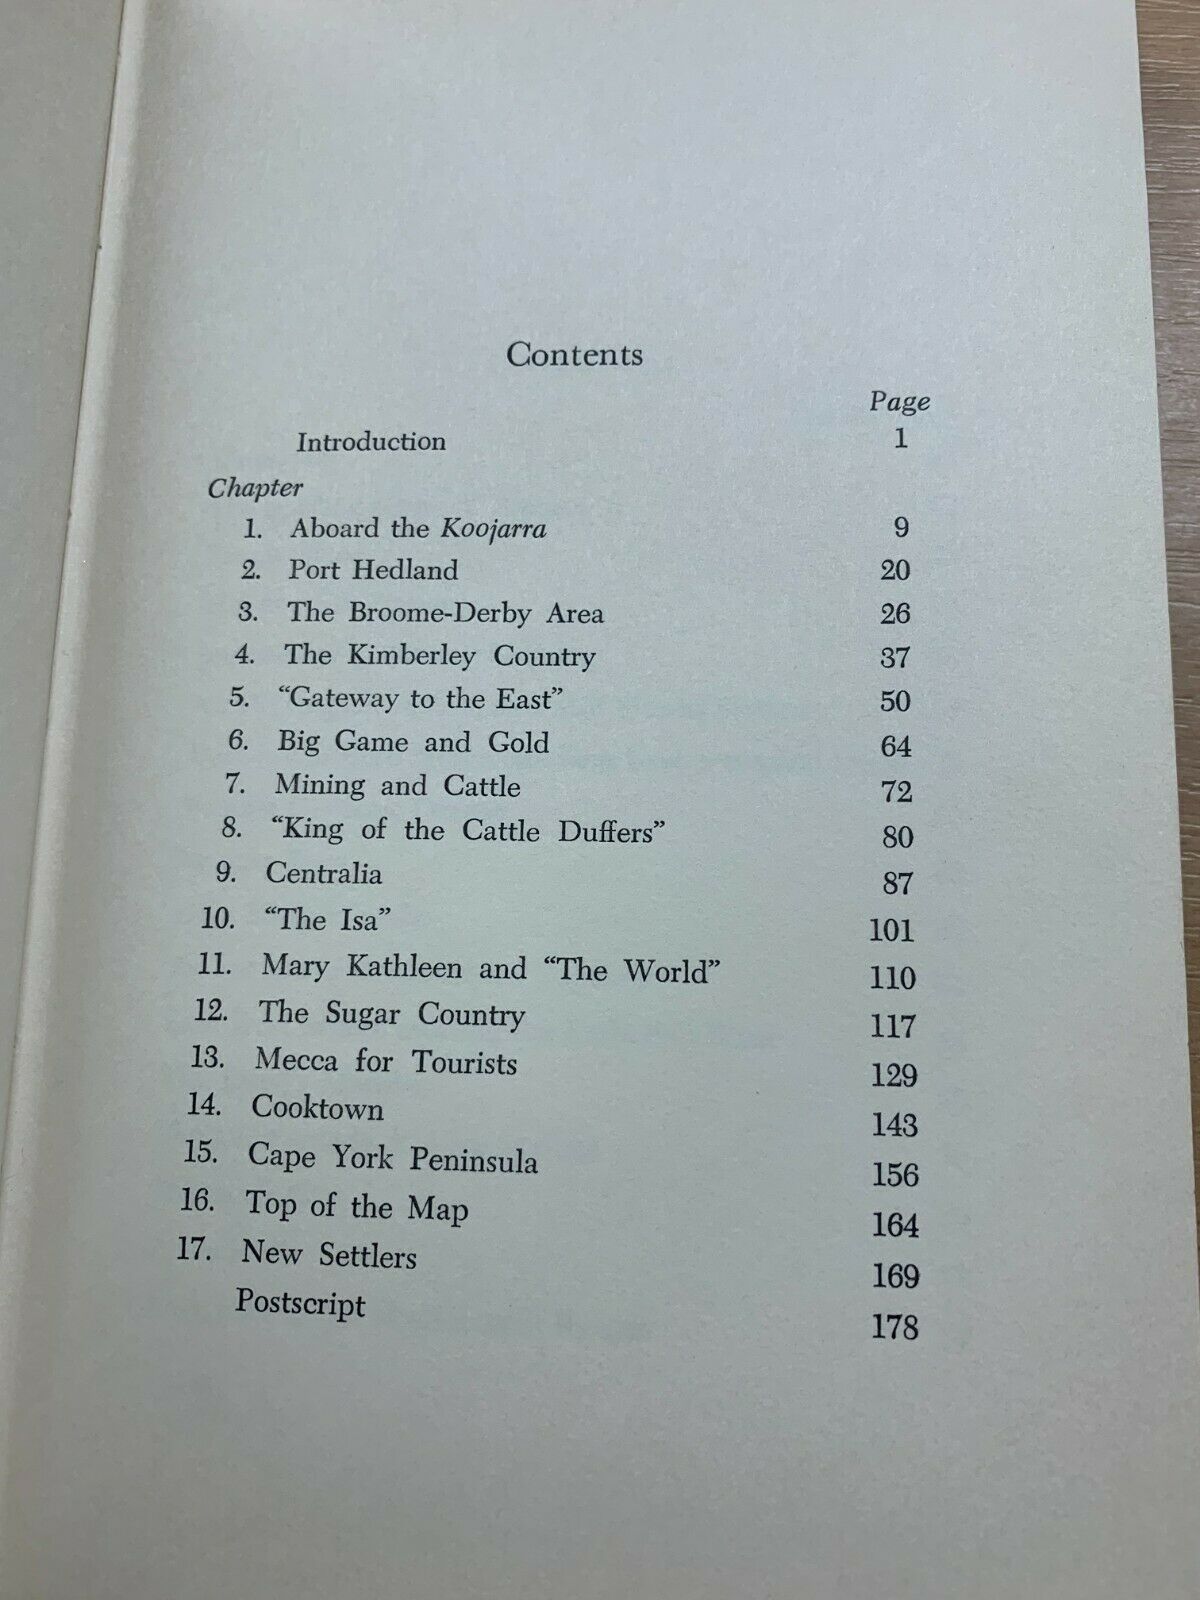 Contents
Page
Introduction 1
Chapter
1. Aboard the Koojarra 9
2. Port Hedland 20
3. The Broome-Derby Area 26
4. The Kimberley Country 37
5. “Gateway to the East” 50
6. Big Game and Gold 64
7. Mining and Cattle 72
8. “King of the Cattle Duffers” 80
9. Centralia 87
10. “The Isa” 101
11. Mary Kathleen and “The World” 110
12. The Sugar Country 117
13. Mecca for Tourists 129
14. Cooktown 143
15. Cape York Peninsula 156
16. Top of the Map 164
17. New Settlers 169
Postscript 178